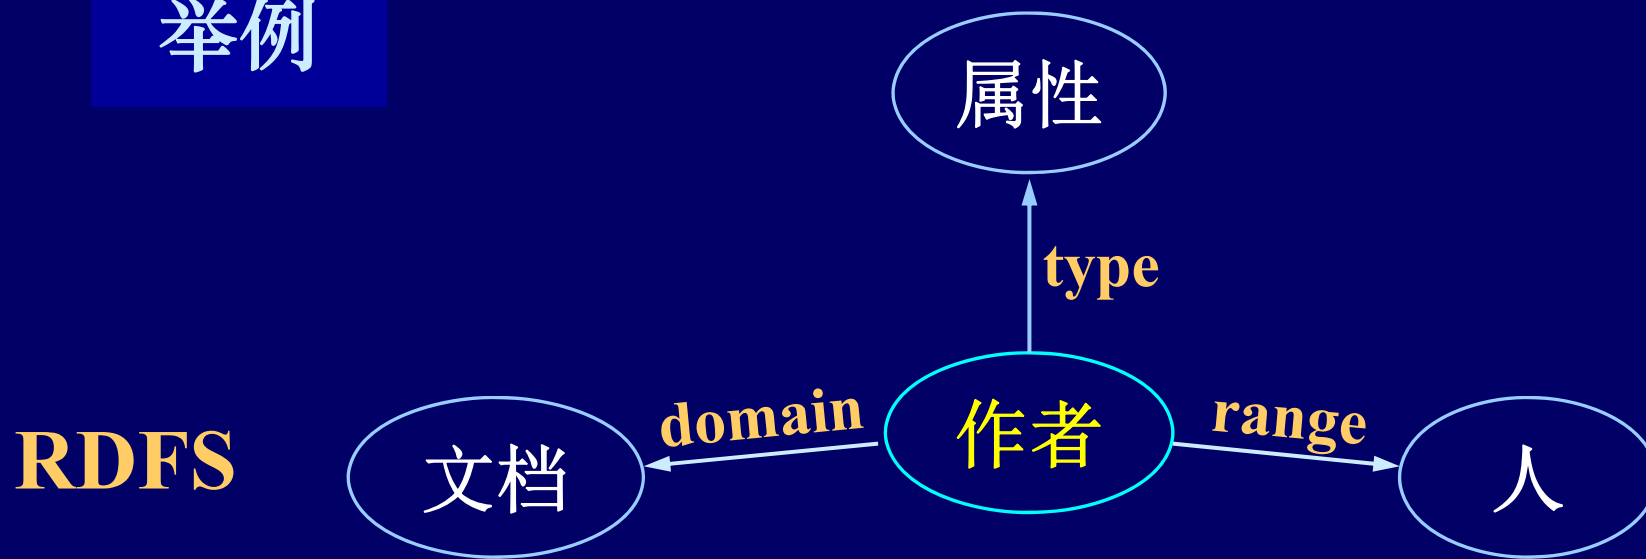 举例
属性
type
作者
domain
range
RDFS
文档
人